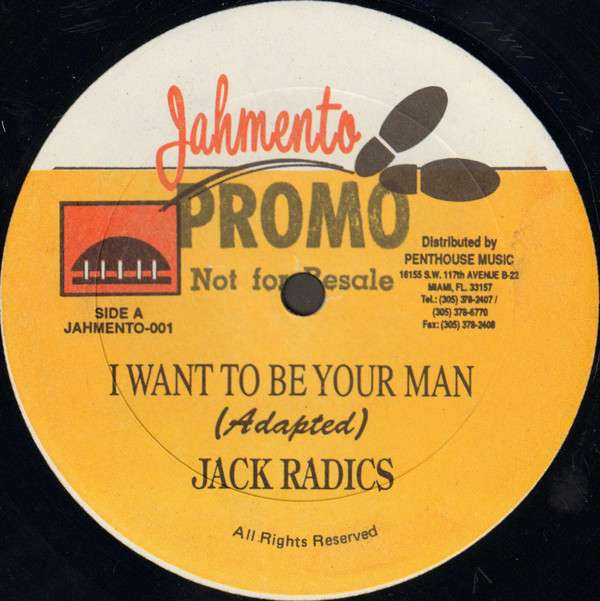 Jahmento
PROMO
Not for Resale
SIDE A
JAHMENTO-001
Distributed by
PENTHOUSE MUSIC
16155 S.W. 117th AVENUE B-22
MIAMI, FL. 33157
Tel.: (305) 378-2407 /
(305) 378-6770
Fax: (305) 378-2408
I WANT TO BE YOUR MAN
(Adapted)
JACK RADICS
All Rights Reserved